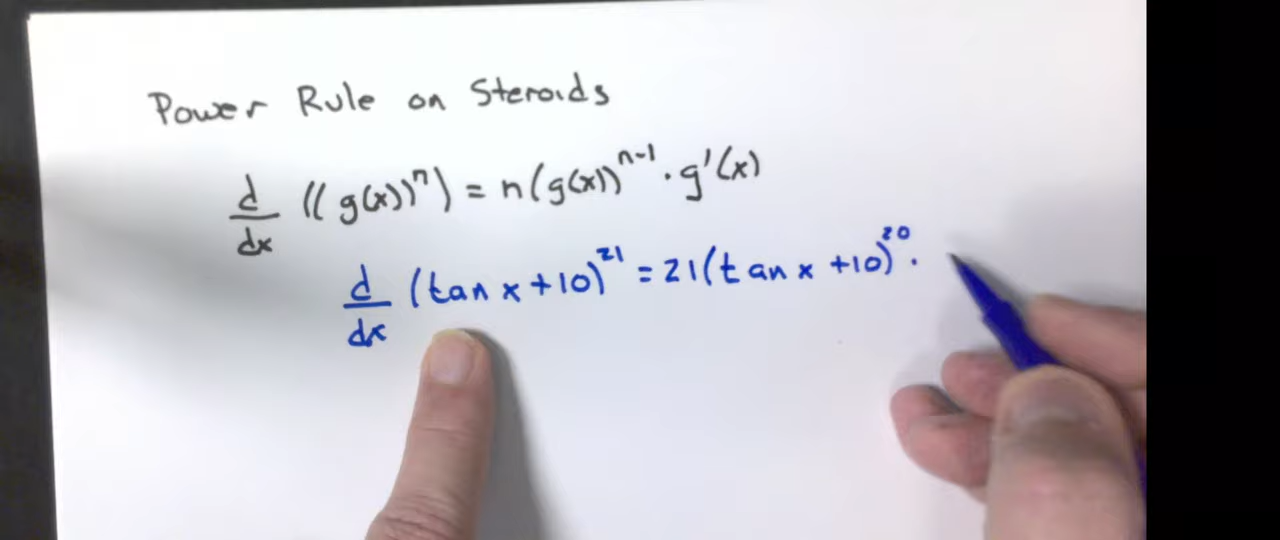 Power Rule on Steroids
d/dx ((g(x))^n) = n(g(x))^{n-1} · g'(x)
d/dx (tan x + 10)^{21} = 21(tan x + 10)^{20} ·